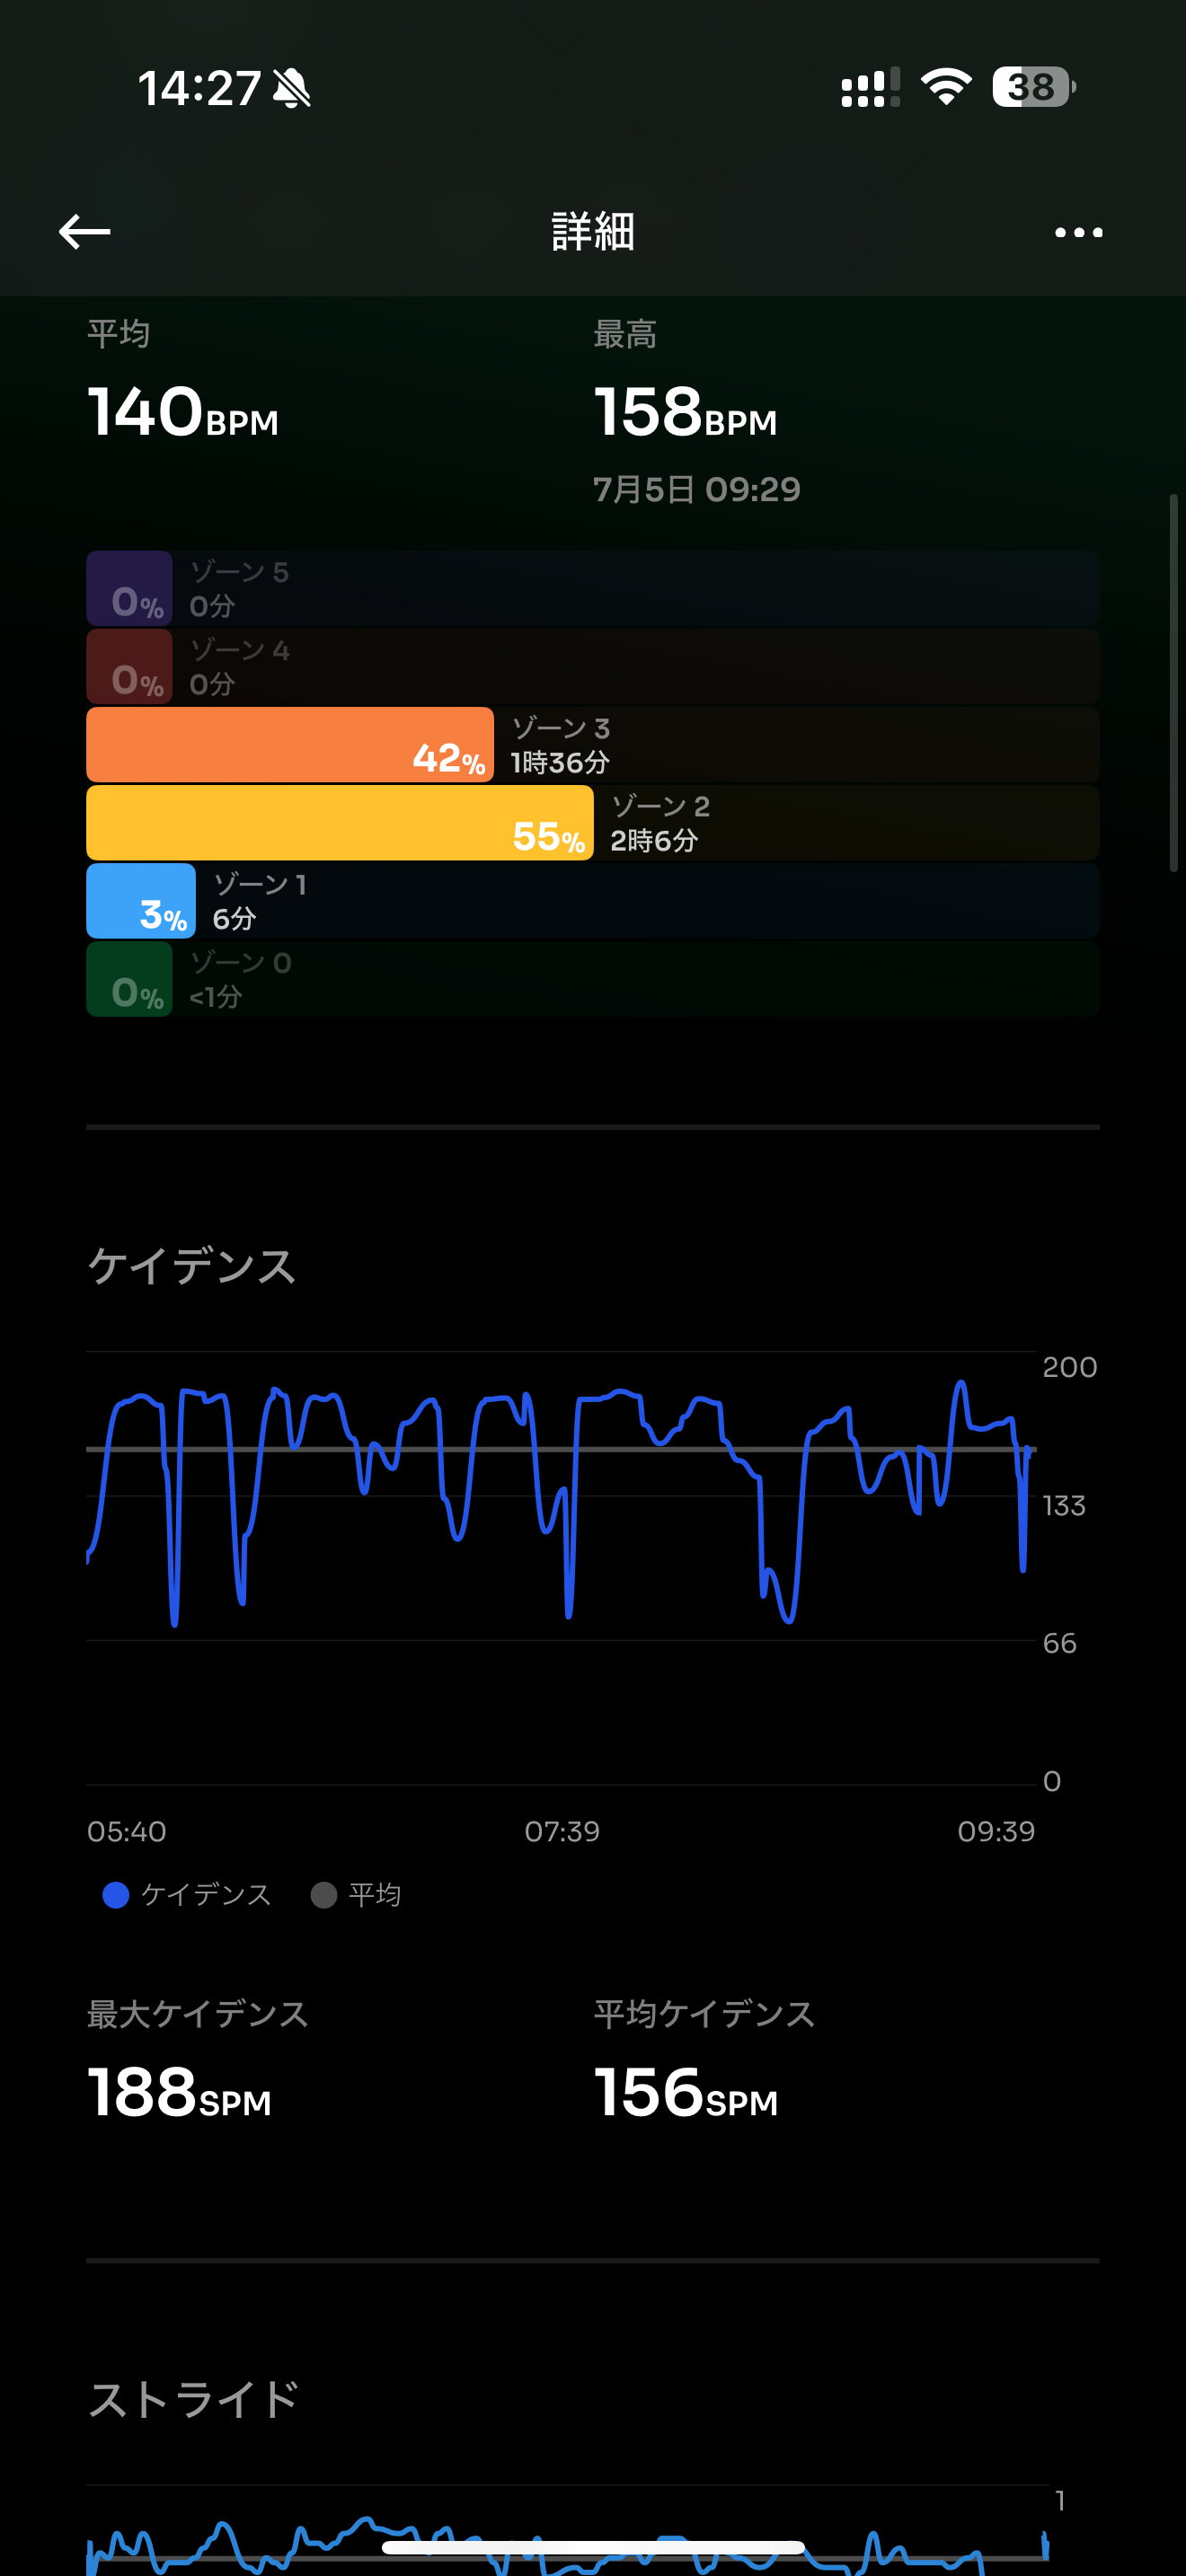 14:27
38
詳細
平均 最高
140BPM 158BPM
7月5日 09:29
0% ゾーン 5
0分
0% ゾーン 4
0分
42% ゾーン 3
1時36分
55% ゾーン 2
2時6分
3% ゾーン 1
6分
0% ゾーン 0
<1分
ケイデンス
200
133
66
0
05:40 07:39 09:39
ケイデンス 平均
最大ケイデンス 平均ケイデンス
188SPM 156SPM
ストライド
1